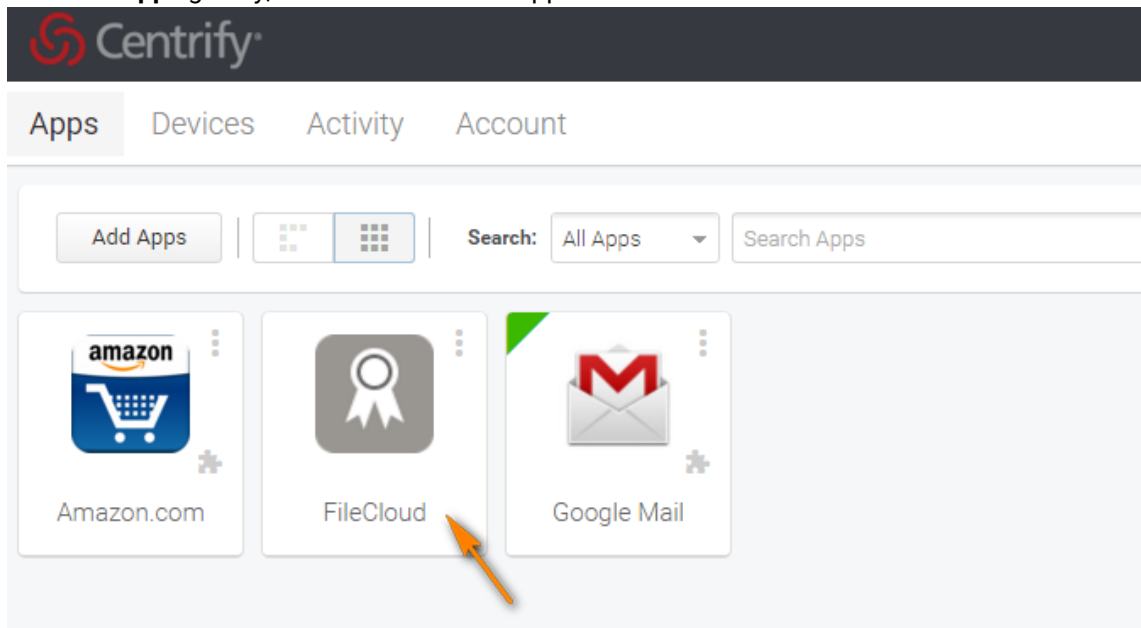 Centrify
Apps Devices Activity Account
Add Apps Search: All Apps Search Apps
amazon
Amazon.com FileCloud Google Mail